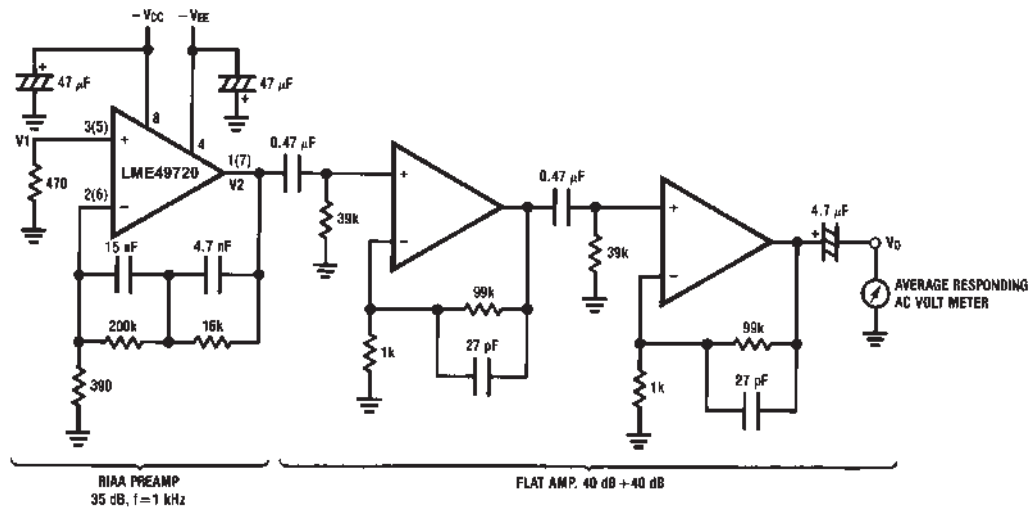 −VCC −VEE
+
47 µF
47 µF
+
8
4
V1
3(5)
+
LME49720
1(7)
V2
2(6)
−
470
0.47 µF
39k
15 nF
4.7 nF
200k
16k
390
+
−
99k
1k
27 pF
0.47 µF
39k
+
−
99k
1k
27 pF
4.7 µF
+
VO
AVERAGE RESPONDING
AC VOLT METER
RIAA PREAMP
35 dB, f=1 kHz
FLAT AMP. 40 dB +40 dB